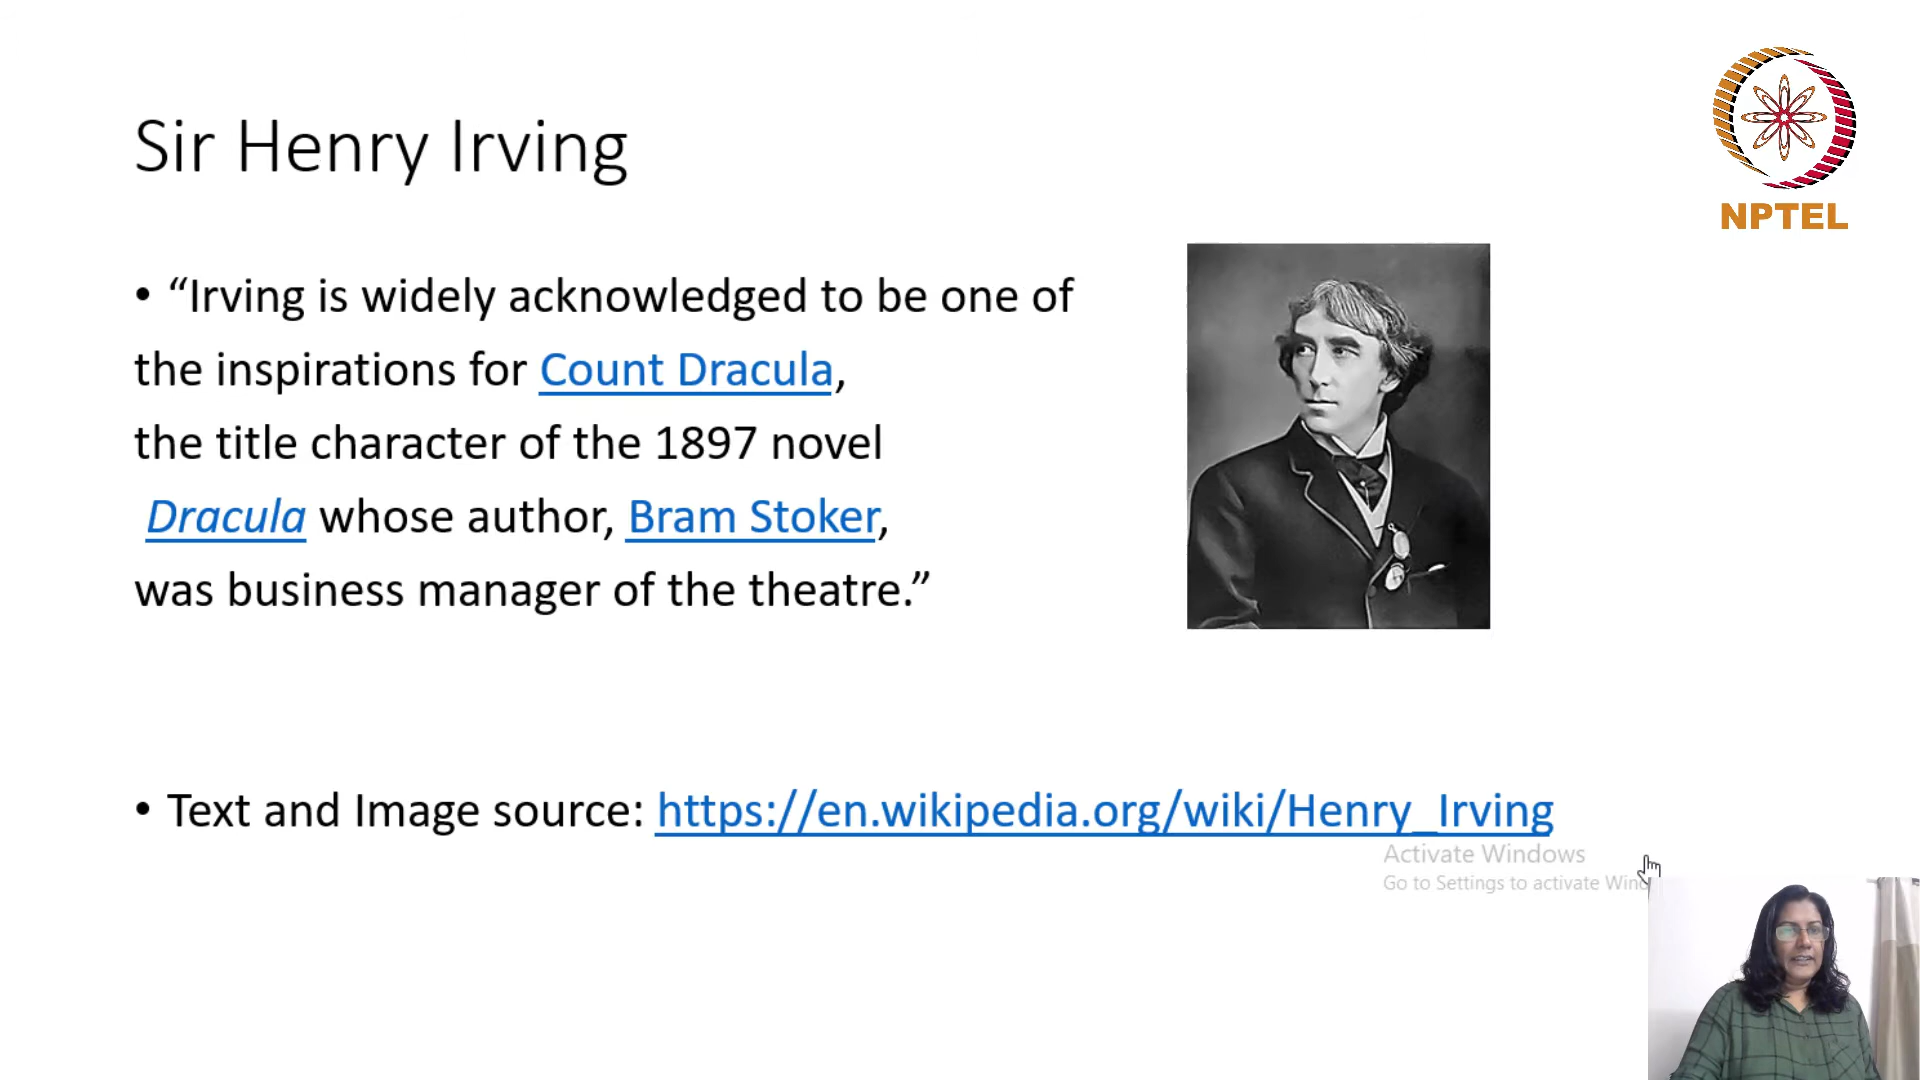 Sir Henry Irving
NPTEL
• “Irving is widely acknowledged to be one of
the inspirations for Count Dracula,
the title character of the 1897 novel
Dracula whose author, Bram Stoker,
was business manager of the theatre.”
• Text and Image source: https://en.wikipedia.org/wiki/Henry_Irving
Activate Windows
Go to Settings to activate Wind